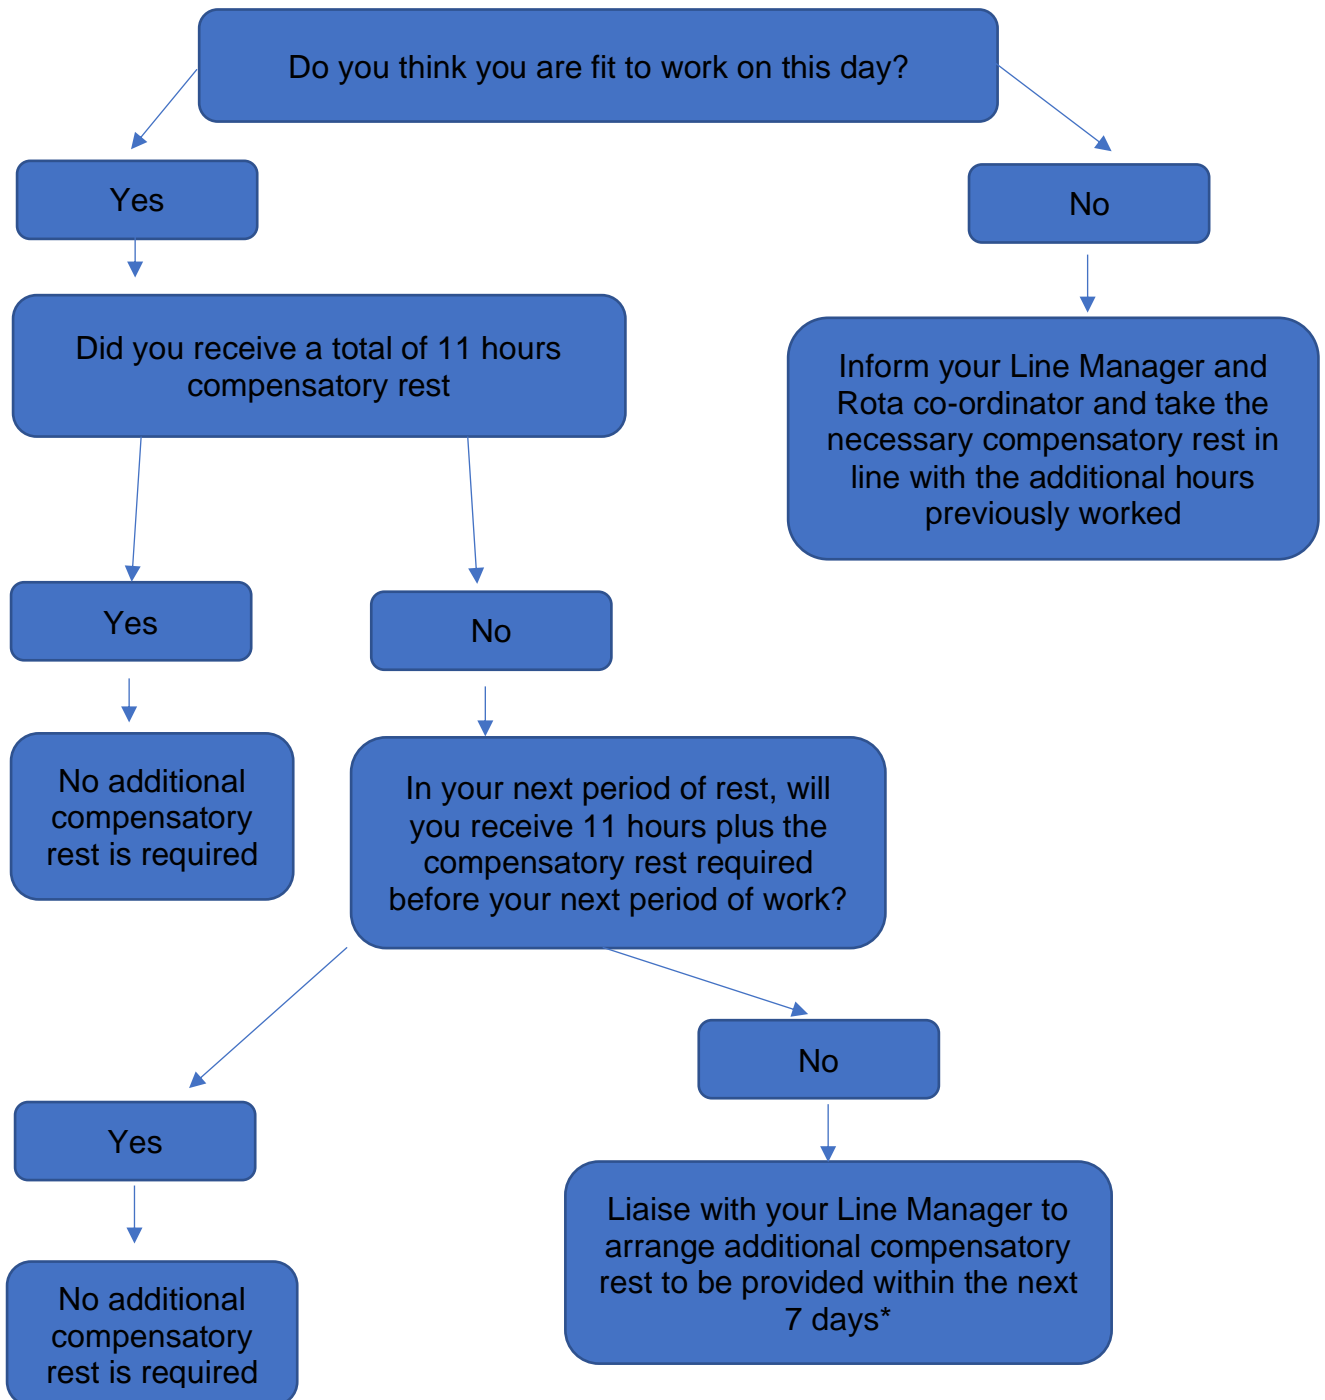 Do you think you are fit to work on this day?
Yes
No
Did you receive a total of 11 hours
compensatory rest
Inform your Line Manager and
Rota co-ordinator and take the
necessary compensatory rest in
line with the additional hours
previously worked
Yes
No
No additional
compensatory
rest is required
In your next period of rest, will
you receive 11 hours plus the
compensatory rest required
before your next period of work?
No
Yes
Liaise with your Line Manager to
arrange additional compensatory
rest to be provided within the next
7 days*
No additional
compensatory
rest is required